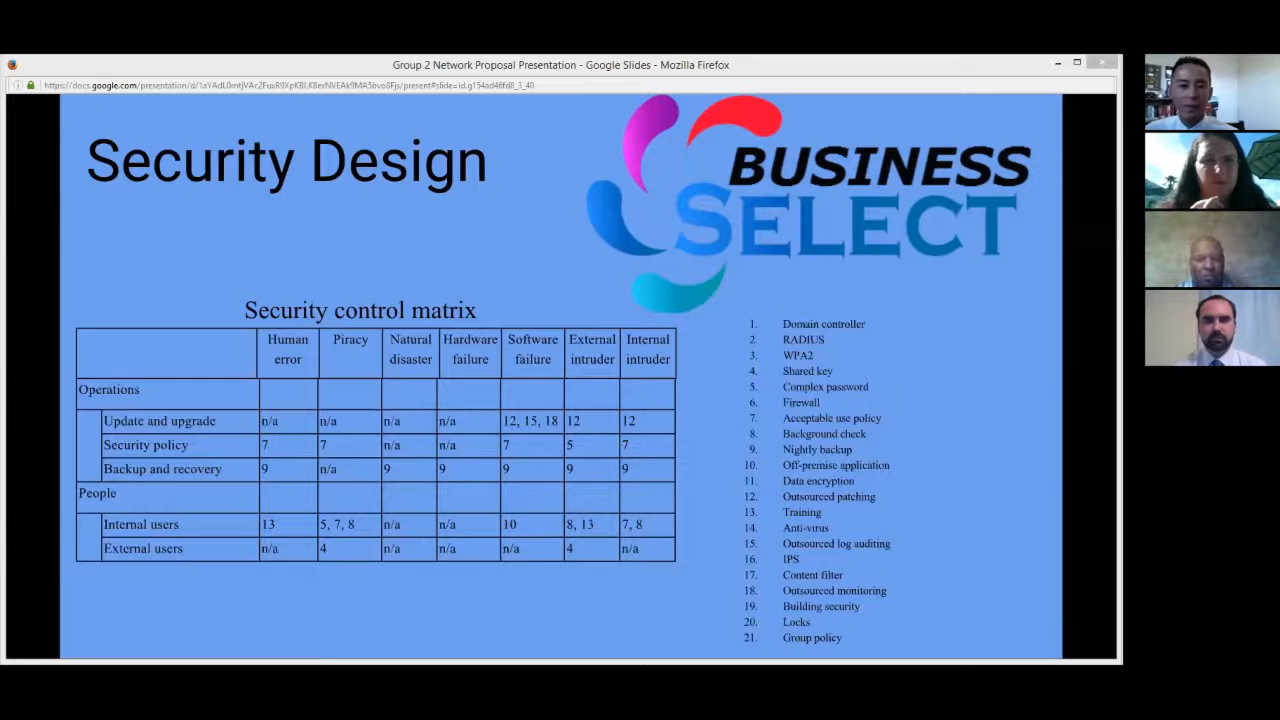 Group 2 Network Proposal Presentation - Google Slides - Mozilla Firefox
Security Design
BUSINESS
SELECT
Security control matrix
Human error Piracy Natural disaster Hardware failure Software failure External intruder Internal intruder
Operations
Update and upgrade n/a n/a n/a n/a 12, 15, 18 12 12
Security policy 7 7 n/a n/a 7 5 7
Backup and recovery 9 n/a 9 9 9 9 9
People
Internal users 13 5, 7, 8 n/a n/a 10 8, 13 7, 8
External users n/a 4 n/a n/a n/a 4 n/a
1. Domain controller
2. RADIUS
3. WPA2
4. Shared key
5. Complex password
6. Firewall
7. Acceptable use policy
8. Background check
9. Nightly backup
10. Off-premise application
11. Data encryption
12. Outsourced patching
13. Training
14. Anti-virus
15. Outsourced log auditing
16. IPS
17. Content filter
18. Outsourced monitoring
19. Building security
20. Locks
21. Group policy